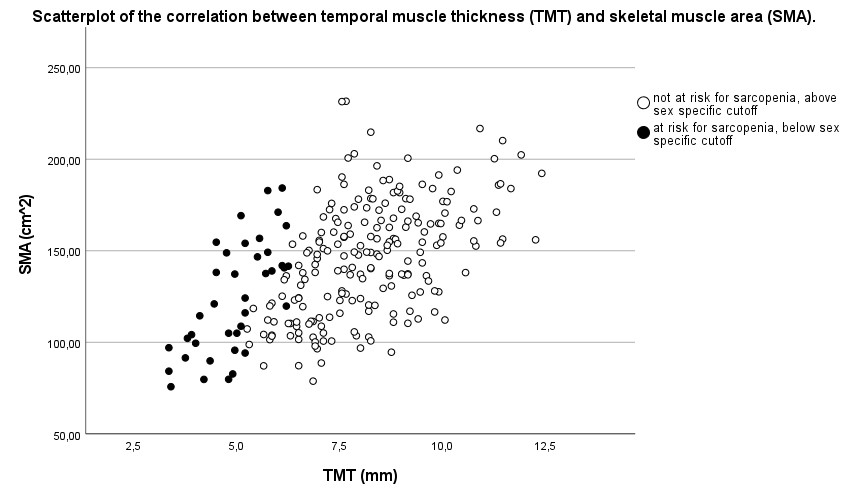 Scatterplot of the correlation between temporal muscle thickness (TMT) and skeletal muscle area (SMA).
250,00
200,00
150,00
100,00
50,00
SMA (cm^2)
2,5
5,0
7,5
10,0
12,5
TMT (mm)
not at risk for sarcopenia, above
sex specific cutoff
at risk for sarcopenia, below sex
specific cutoff